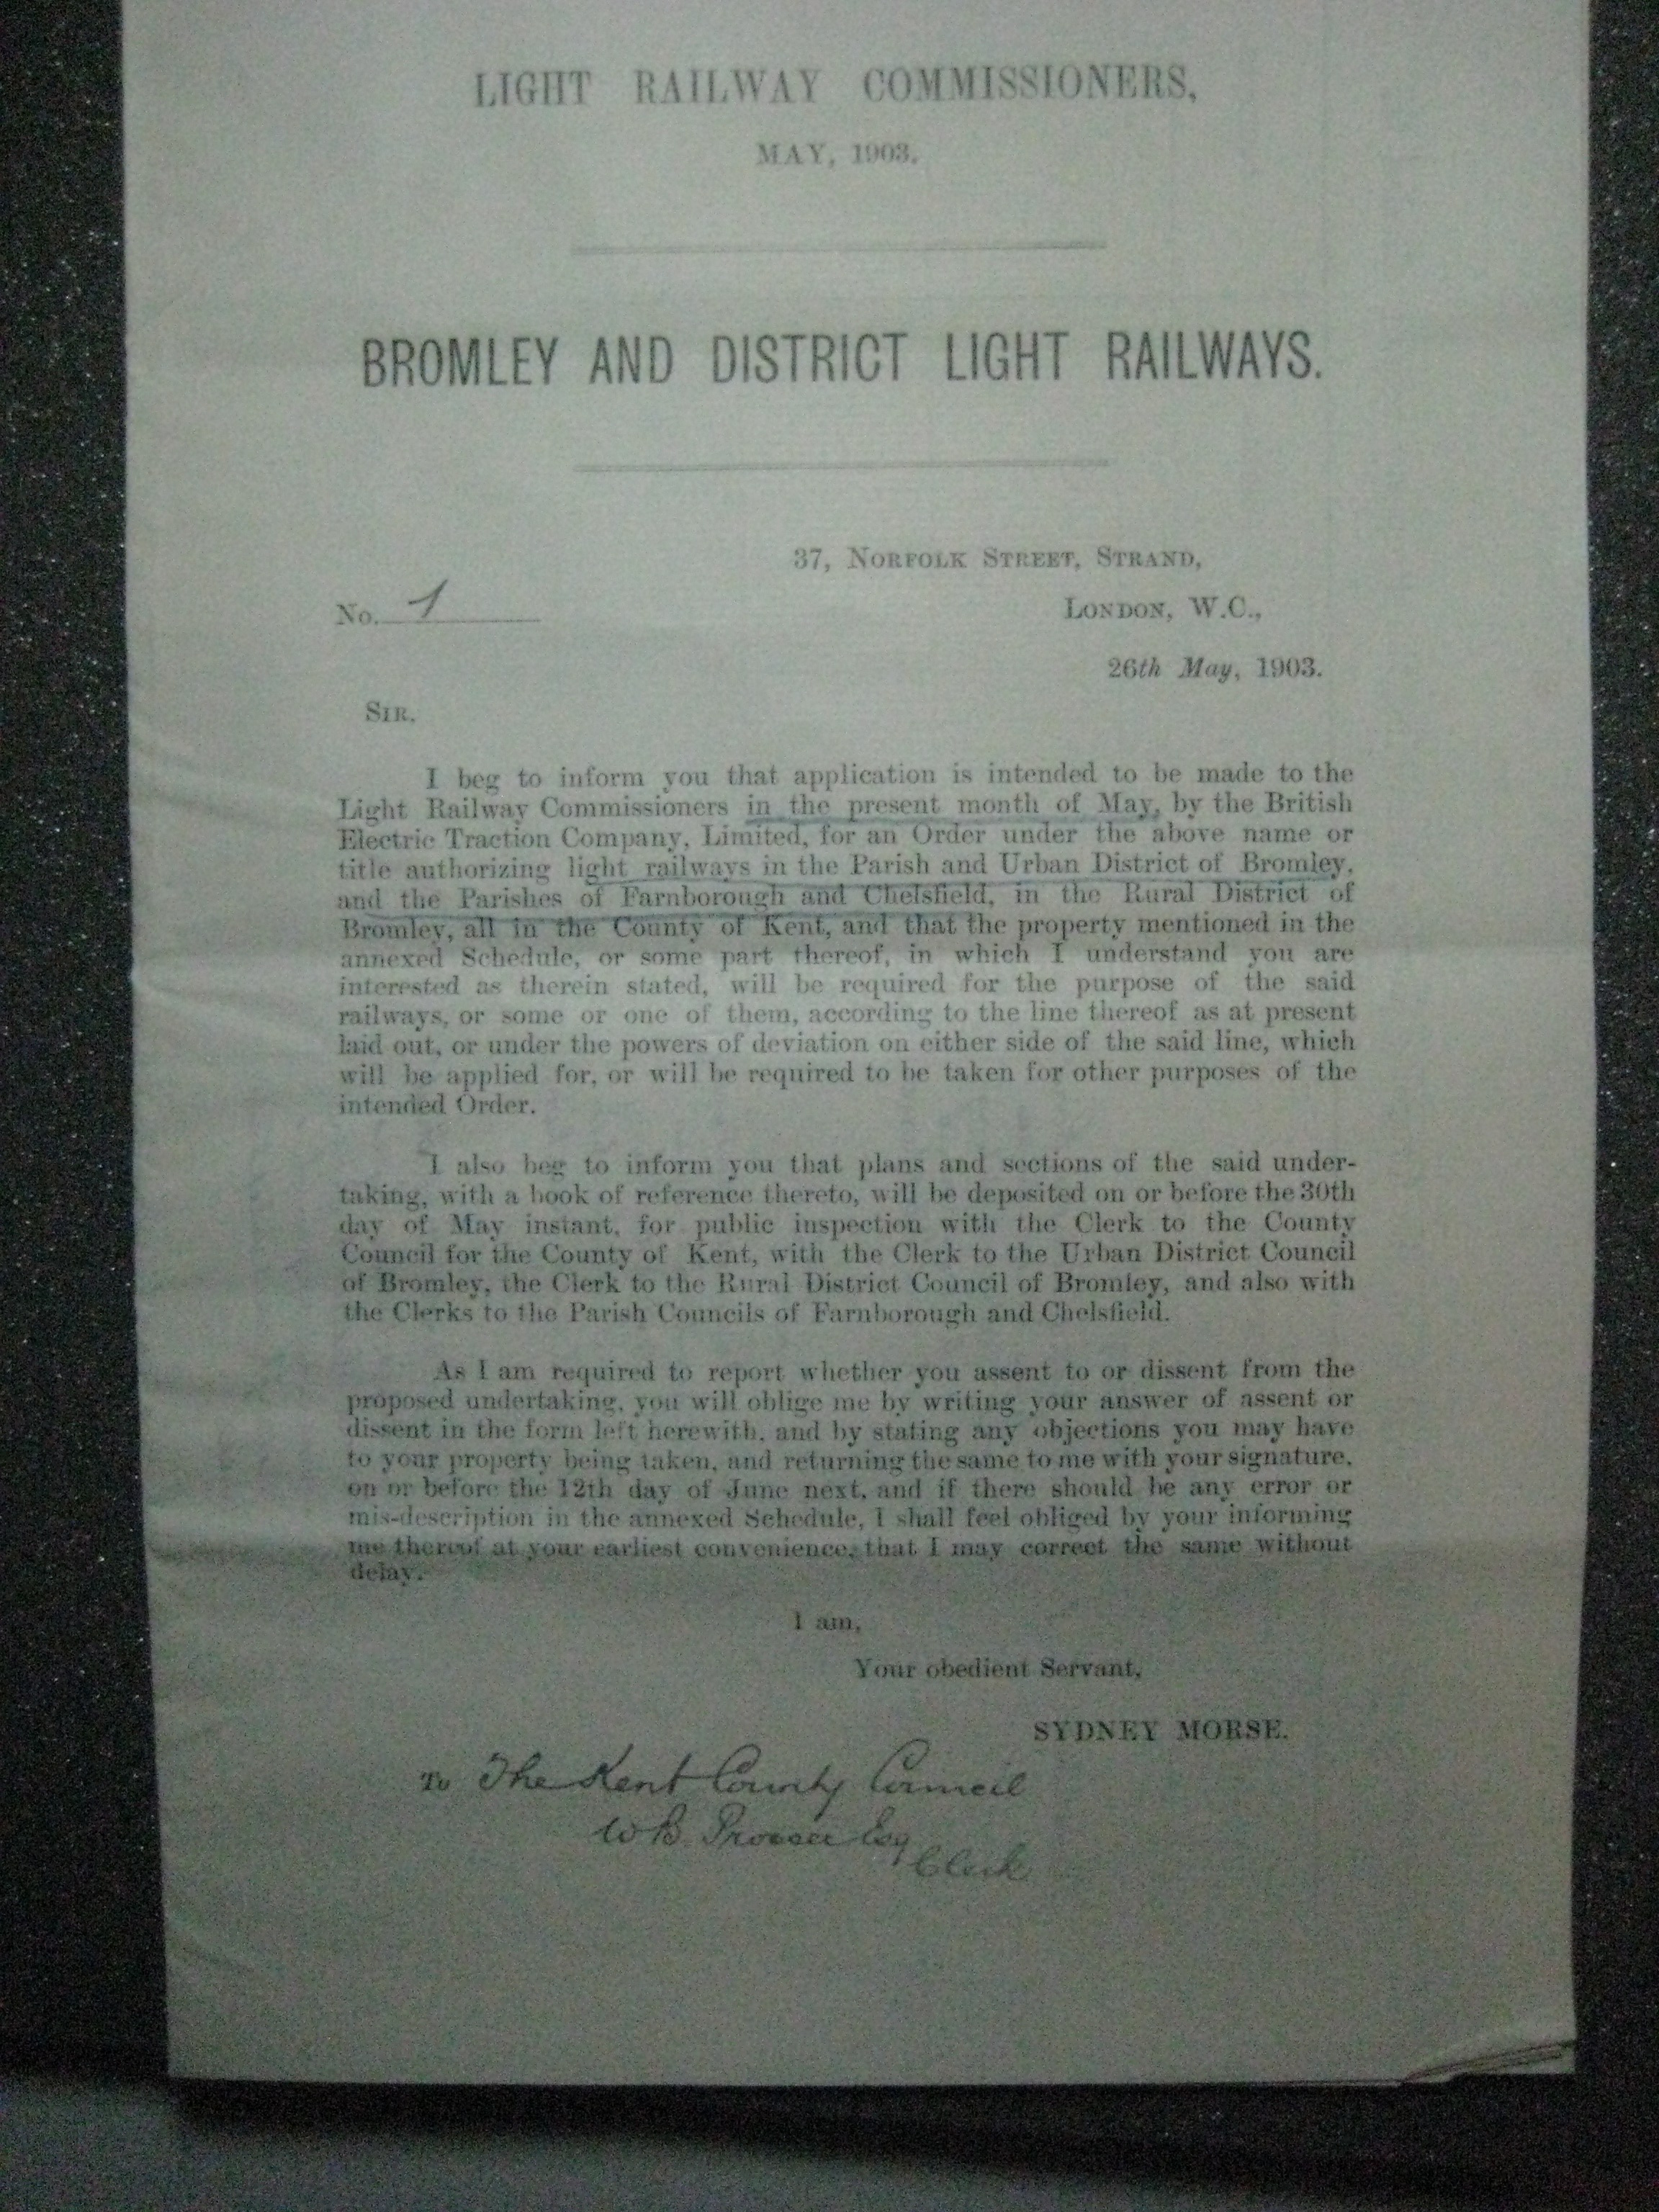 LIGHT RAILWAY COMMISSIONERS,
MAY, 1903.
BROMLEY AND DISTRICT LIGHT RAILWAYS.
37, NORFOLK STREET, STRAND,
No. 1
LONDON, W.C.,
26th May, 1903.
SIR,
I beg to inform you that application is intended to be made to the
Light Railway Commissioners in the present month of May, by the British
Electric Traction Company, Limited, for an Order under the above name or
title authorizing light railways in the Parish and Urban District of Bromley,
and the Parishes of Farnborough and Chelsfield, in the Rural District of
Bromley, all in the County of Kent, and that the property mentioned in the
annexed Schedule, or some part thereof, in which I understand you are
interested as therein stated, will be required for the purpose of the said
railways, or some or one of them, according to the line thereof as at present
laid out, or under the powers of deviation on either side of the said line, which
will be applied for, or will be required to be taken for other purposes of the
intended Order.
I also beg to inform you that plans and sections of the said under-
taking, with a book of reference thereto, will be deposited on or before the 30th
day of May instant, for public inspection with the Clerk to the County
Council for the County of Kent, with the Clerk to the Urban District Council
of Bromley, the Clerk to the Rural District Council of Bromley, and also with
the Clerks to the Parish Councils of Farnborough and Chelsfield.
As I am required to report whether you assent to or dissent from the
proposed undertaking, you will oblige me by writing your answer of assent or
dissent in the form left herewith, and by stating any objections you may have
to your property being taken, and returning the same to me with your signature,
on or before the 12th day of June next, and if there should be any error or
mis-description in the annexed Schedule, I shall feel obliged by your informing
me thereof at your earliest convenience, that I may correct the same without
delay.
I am,
Your obedient Servant,
SYDNEY MORSE.
To The Kent County Council
W B. Esq
Clerk